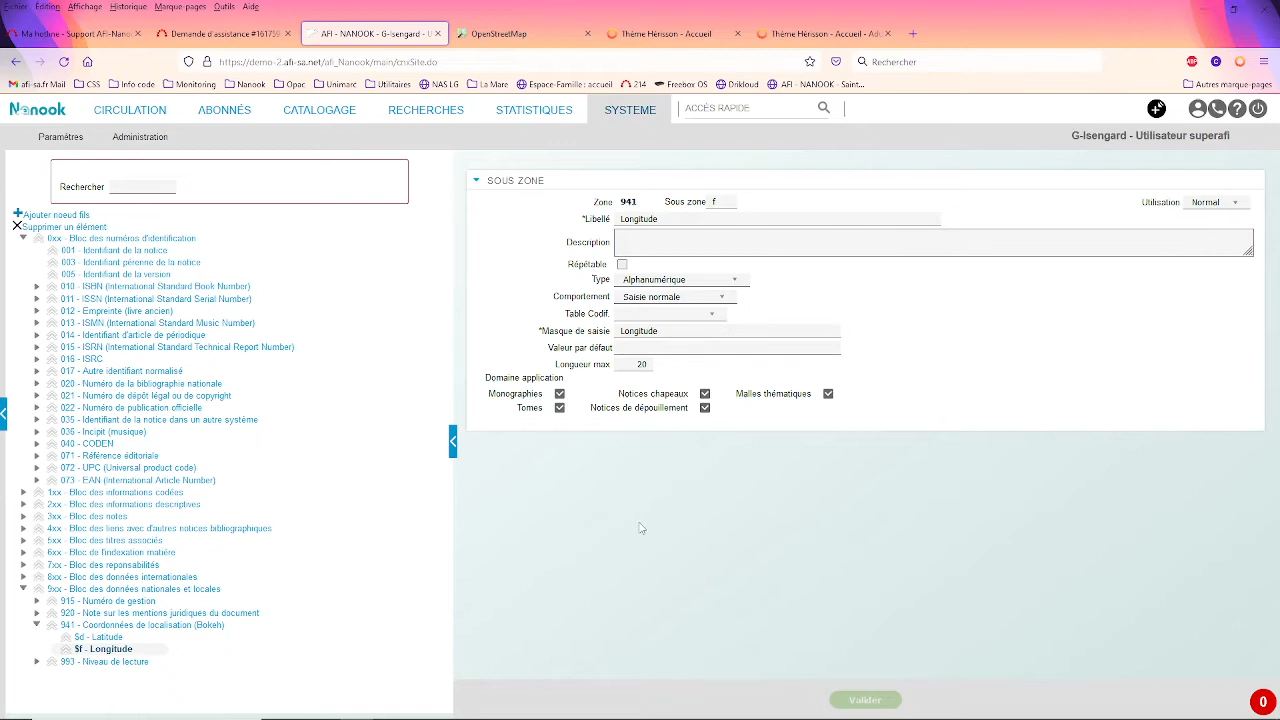 Fichier Édition Affichage Historique Marque-pages Outils Aide
Ma hotline - Support AFI-Nano
Demande d'assistance #161759
AFI - NANOOK - G-Isengard - U
OpenStreetMap
Thème Hérisson - Accueil
Thème Hérisson - Accueil - Ad
https://demo-2.afi-sa.net/afi_Nanook/main/cnxSite.do
Rechercher
afi-safr Mail CSS Info code Monitoring Bandeau Unimarc Utilitaires NAS LG La Mare Espace-Famille : accueil 214 Freebox OS Drikloud AFI - NANOOK - Saint... Autres marque-pages
Nanook CIRCULATION ABONNÉS CATALOGAGE RECHERCHES STATISTIQUES SYSTEME ACCÈS RAPIDE
Paramètres Administration G-Isengard - Utilisateur superafi
Rechercher
Ajouter noeud fils
Supprimer un élément
0xx - Bloc des numéros d'identification
001 - Identifiant de la notice
003 - Identifiant pérenne de la notice
005 - Identifiant de la version
010 - ISBN (International Standard Book Number)
011 - ISSN (International Standard Serial Number)
012 - Empreinte (livre ancien)
013 - ISMN (International Standard Music Number)
014 - Identifiant d'article de périodique
015 - ISRN (International Standard Technical Report Number)
016 - ISRC
017 - Autre identifiant normalisé
020 - Numéro de la bibliographie nationale
021 - Numéro de dépôt légal ou de copyright
022 - Numéro de publication officielle
035 - Identifiant de la notice dans un autre système
036 - Incipit (musique)
040 - CODEN
071 - Référence éditoriale
072 - UPC (Universal product code)
073 - EAN (International Article Number)
1xx - Bloc des informations codées
2xx - Bloc des informations descriptives
3xx - Bloc des notes
4xx - Bloc des liens avec d'autres notices bibliographiques
5xx - Bloc des titres associés
6xx - Bloc de l'indexation matière
7xx - Bloc des reponsabilités
8xx - Bloc des données internationales
9xx - Bloc des données nationales et locales
915 - Numéro de gestion
920 - Note sur les mentions juridiques du document
941 - Coordonnées de localisation (Bokeh)
$d - Latitude
$f - Longitude
993 - Niveau de lecture
SOUS ZONE
Zone 941 Sous zone f Utilisation Normal
*Libellé Longitude
Description
Répétable
Type Alphanumérique
Comportement Saisie normale
Table Codif.
*Masque de saisie Longitude
Valeur par défaut
Longueur max 20
Domaine application
Monographies Notices chapeaux Malles thématiques
Tomes Notices de dépouillement
Valider
0